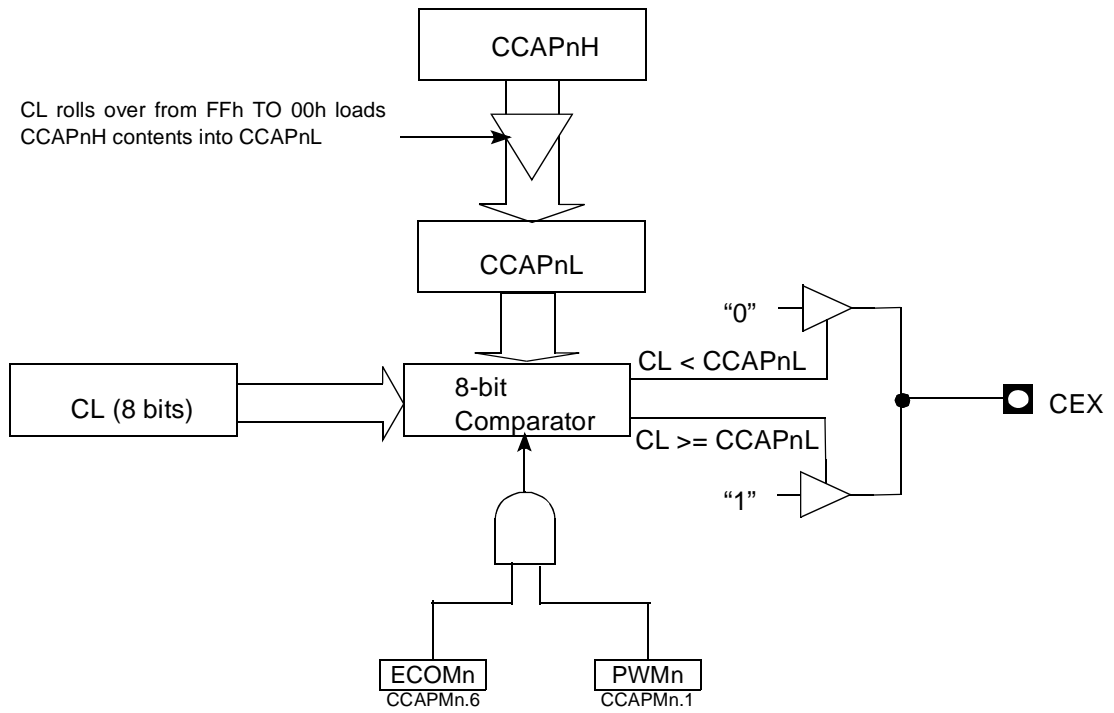 CCAPnH
CL rolls over from FFh TO 00h loads
CCAPnH contents into CCAPnL
CCAPnL
“0”
CL < CCAPnL
CL (8 bits)
8-bit
Comparator
CEX
CL >= CCAPnL
“1”
ECOMn
CCAPMn.6
PWMn
CCAPMn.1